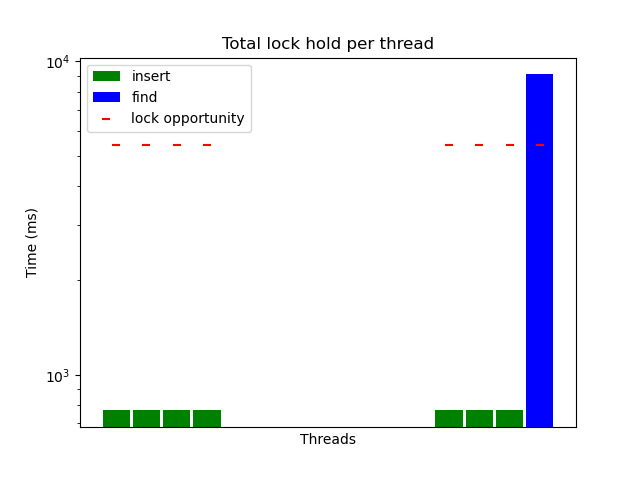 Total lock hold per thread
10⁴
insert
find
lock opportunity
Time (ms)
10³
Threads